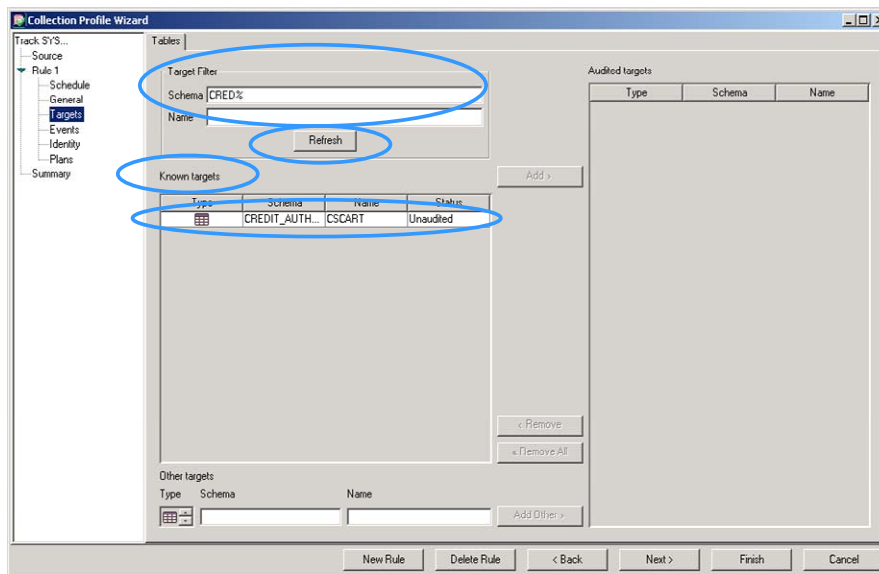 Collection Profile Wizard
Track SYS...
Source
Rule 1
Schedule
General
Targets
Events
Identity
Plans
Summary
Tables
Target Filter
Schema CRED%
Name
Refresh
Known targets
Type Schema Name Status
CREDIT_AUTH... CSCART Unaudited
Other targets
Type Schema Name
Add >
< Remove
« Remove All
Add Other >
Audited targets
Type Schema Name
New Rule Delete Rule < Back Next > Finish Cancel